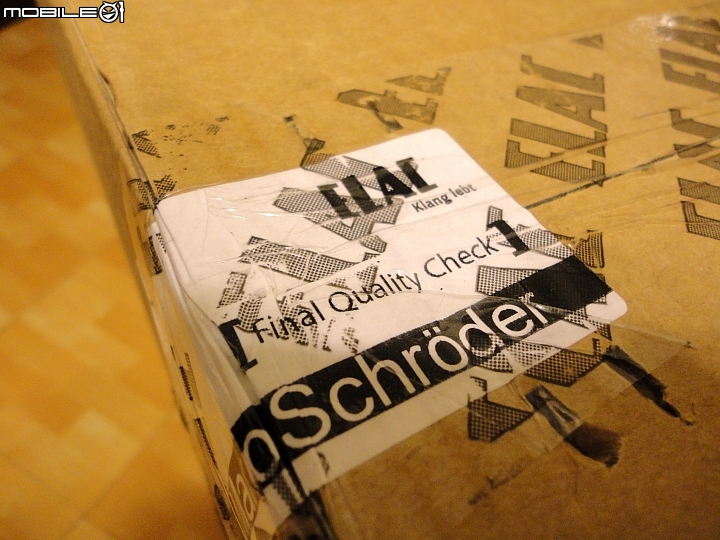 MOBILE01
ELAC
ELAC
ELAC
Klang lebt
Final Quality Check
Schröder